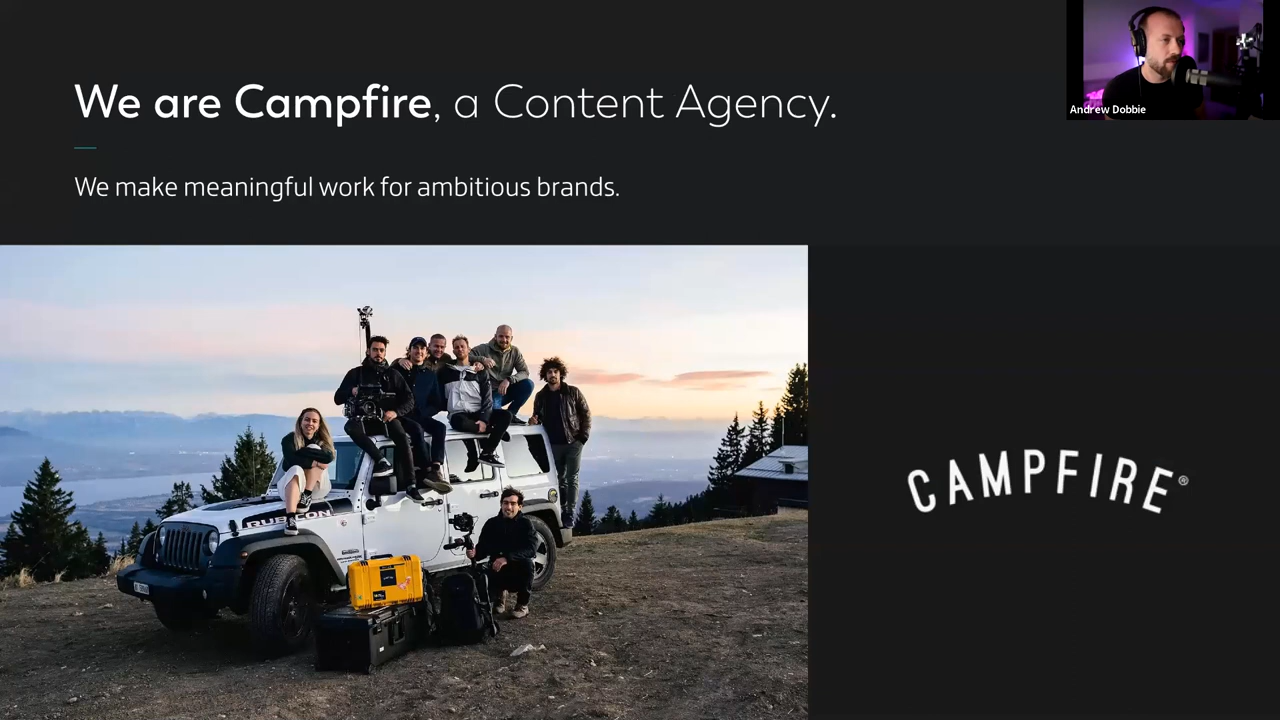 We are Campfire, a Content Agency.
Andrew Dobbie
We make meaningful work for ambitious brands.
RUBICON
CAMPFIRE®